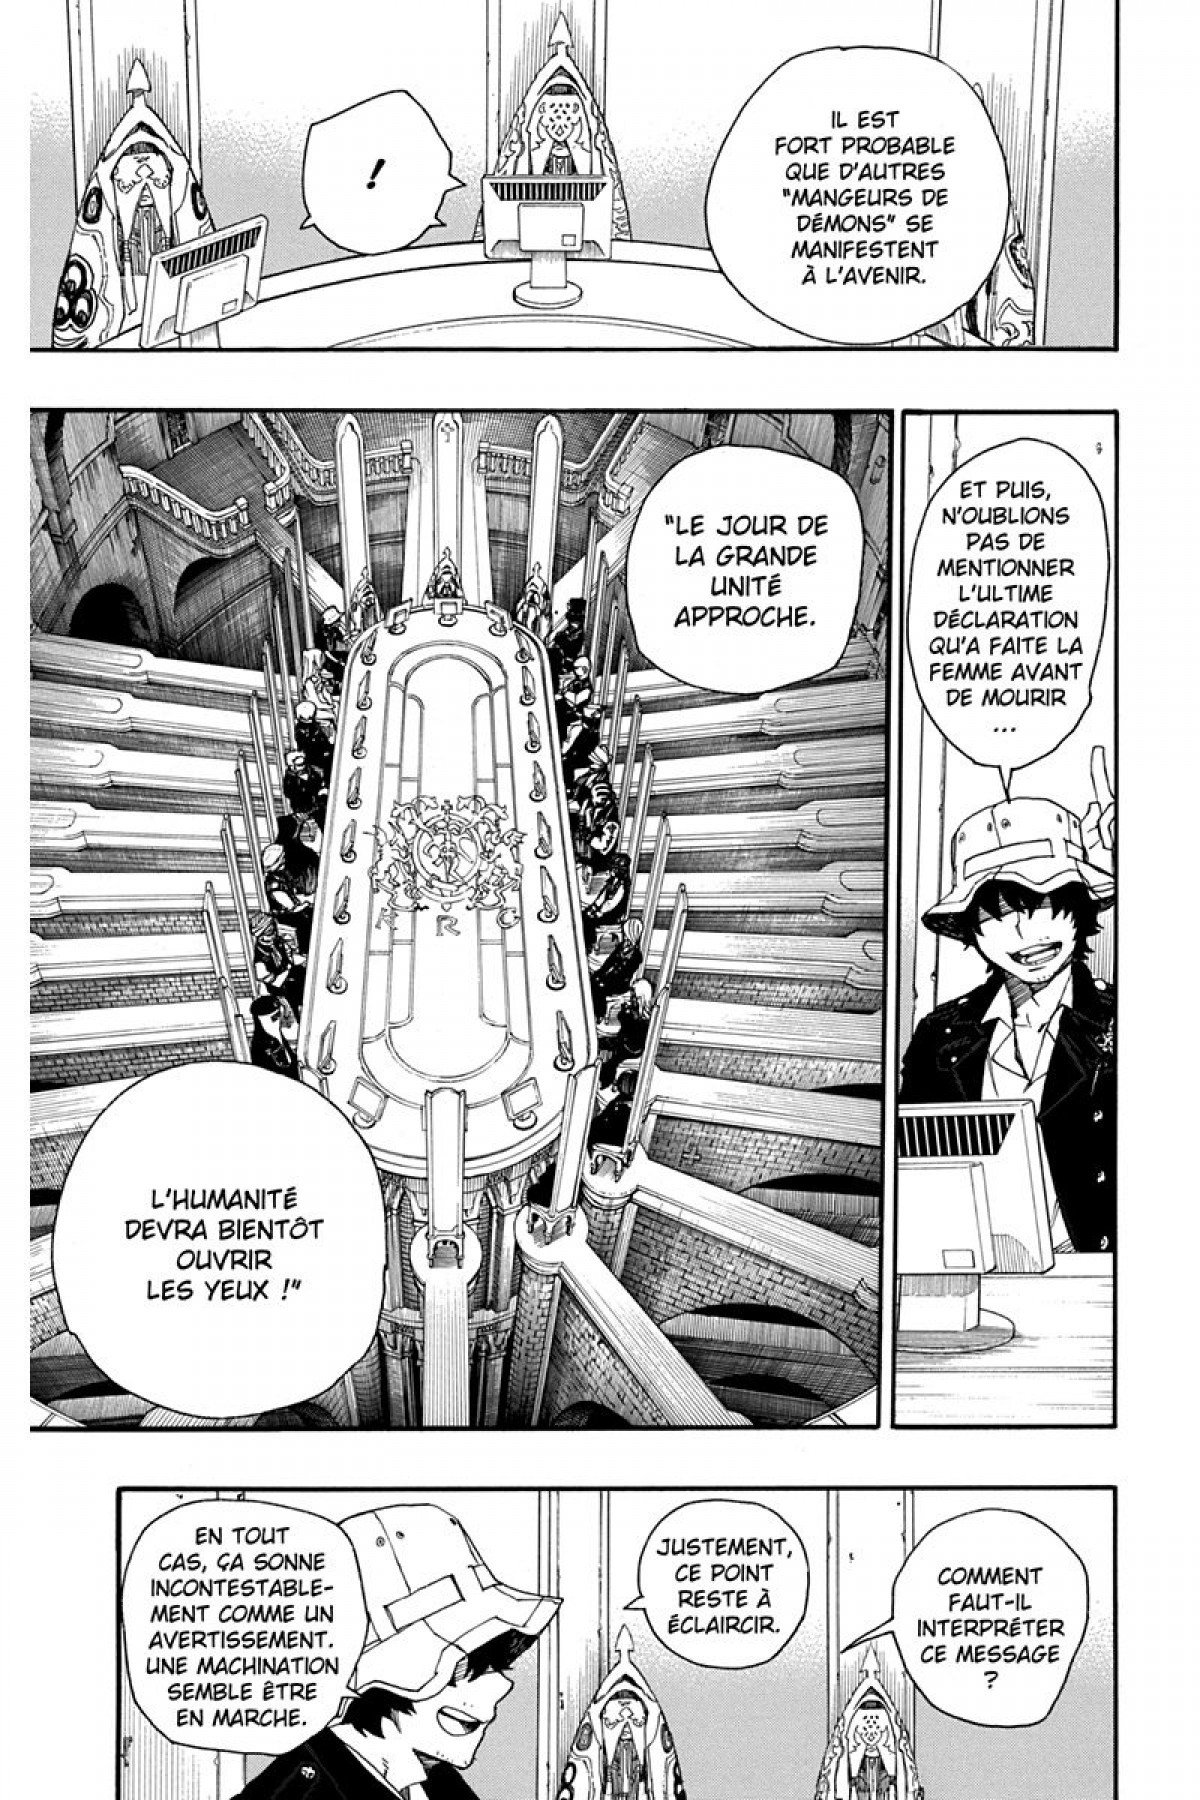 IL EST
FORT PROBABLE
QUE D'AUTRES
"MANGEURS DE
DÉMONS" SE
MANIFESTENT
À L'AVENIR.
!
ET PUIS,
N'OUBLIONS
PAS DE
MENTIONNER
L'ULTIME
DÉCLARATION
QU'A FAITE LA
FEMME AVANT
DE MOURIR
...
"LE JOUR DE
LA GRANDE
UNITÉ
APPROCHE.
A R C
L'HUMANITÉ
DEVRA BIENTÔT
OUVRIR
LES YEUX !"
COMMENT
FAUT-IL
INTERPRÉTER
CE MESSAGE
?
JUSTEMENT,
CE POINT
RESTE À
ÉCLAIRCIR.
EN TOUT
CAS, ÇA SONNE
INCONTESTABLE-
MENT COMME UN
AVERTISSEMENT.
UNE MACHINATION
SEMBLE ÊTRE
EN MARCHE.